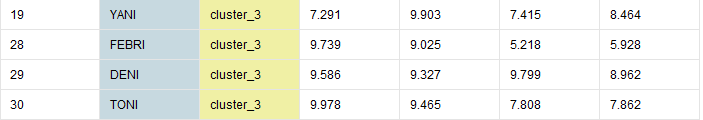 19 YANI cluster_3 7.291 9.903 7.415 8.464
28 FEBRI cluster_3 9.739 9.025 5.218 5.928
29 DENI cluster_3 9.586 9.327 9.799 8.962
30 TONI cluster_3 9.978 9.465 7.808 7.862